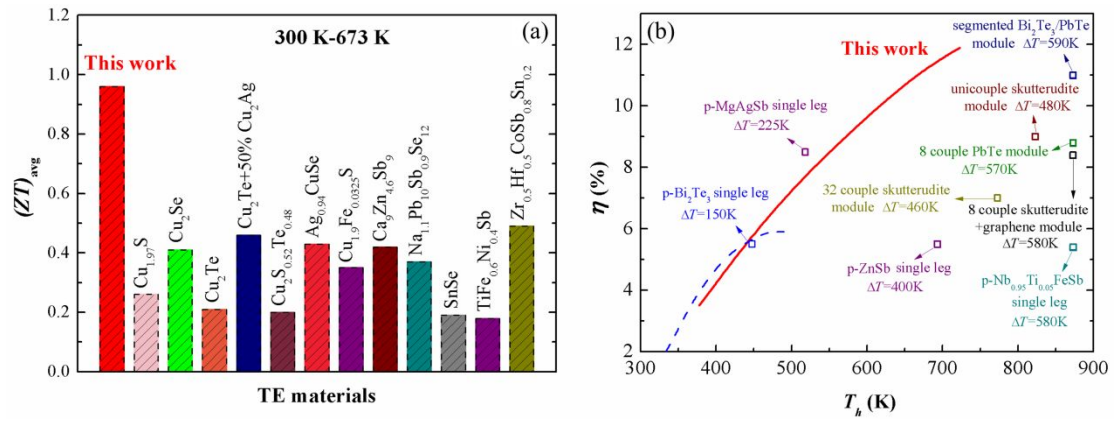 300 K-673 K
(a)
This work
Cu1.97S
Cu2Se
Cu2Te
Cu2Te+50% Cu2Ag
Cu2S0.52Te0.48
Ag0.94CuSe
Cu1.9Fe0.0325S
Ca9Zn4.6Sb9
Na1.1Pb10Sb0.9Se12
SnSe
TiFe0.6Ni0.4Sb
Zr0.5Hf0.5CoSb0.8Sn0.2
(ZT)avg
1.2
1.0
0.8
0.6
0.4
0.2
0.0
TE materials
(b)
This work
segmented Bi2Te3/PbTe
module ΔT=590K
unicouple skutterudite
module ΔT=480K
p-MgAgSb single leg
ΔT=225K
8 couple PbTe module
ΔT=570K
p-Bi2Te3 single leg
ΔT=150K
32 couple skutterudite
module ΔT=460K
8 couple skutterudite
+graphene module
ΔT=580K
p-ZnSb single leg
ΔT=400K
p-Nb0.95Ti0.05FeSb
single leg
ΔT=580K
η (%)
12
10
8
6
4
2
300 400 500 600 700 800 900
Th (K)